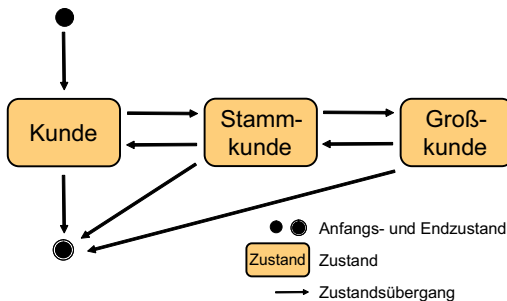 Kunde
Stamm-
kunde
Groß-
kunde
Anfangs- und Endzustand
Zustand Zustand
Zustandsübergang